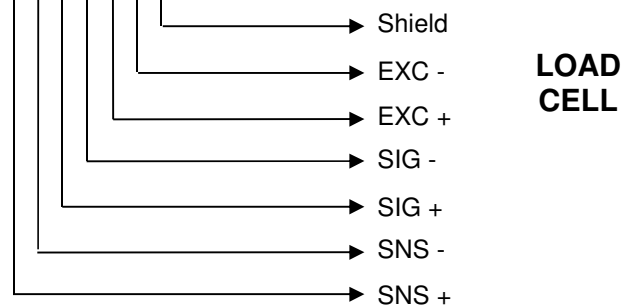 Shield
EXC -
EXC +
SIG -
SIG +
SNS -
SNS +
LOAD
CELL